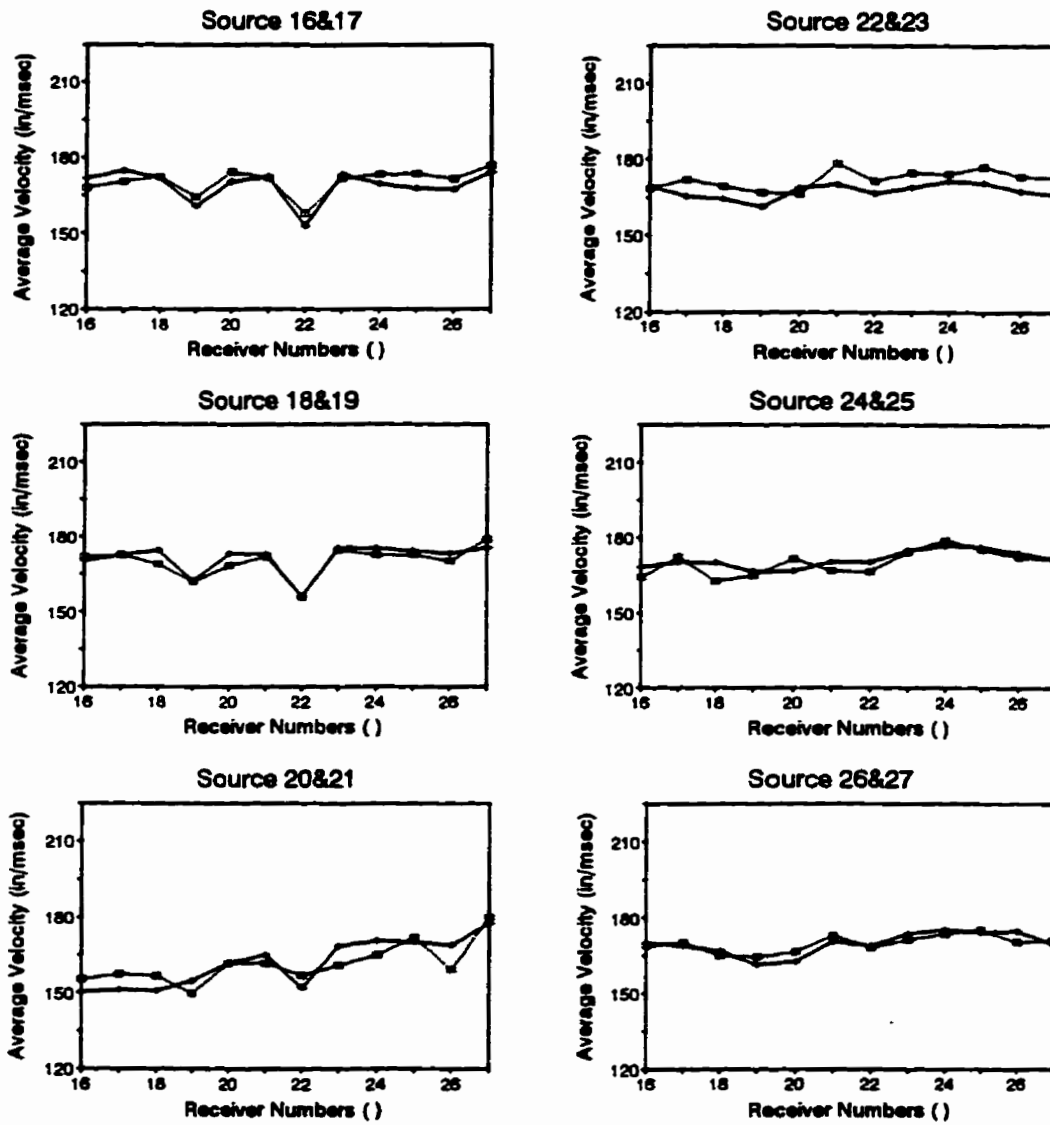 Source 16&17
Average Velocity (in/msec)
210
180
150
120
16 18 20 22 24 26
Receiver Numbers ( )
Source 22&23
Average Velocity (in/msec)
210
180
150
120
16 18 20 22 24 26
Receiver Numbers ( )
Source 18&19
Average Velocity (in/msec)
210
180
150
120
16 18 20 22 24 26
Receiver Numbers ( )
Source 24&25
Average Velocity (in/msec)
210
180
150
120
16 18 20 22 24 26
Receiver Numbers ( )
Source 20&21
Average Velocity (in/msec)
210
180
150
120
16 18 20 22 24 26
Receiver Numbers ( )
Source 26&27
Average Velocity (in/msec)
210
180
150
120
16 18 20 22 24 26
Receiver Numbers ( )